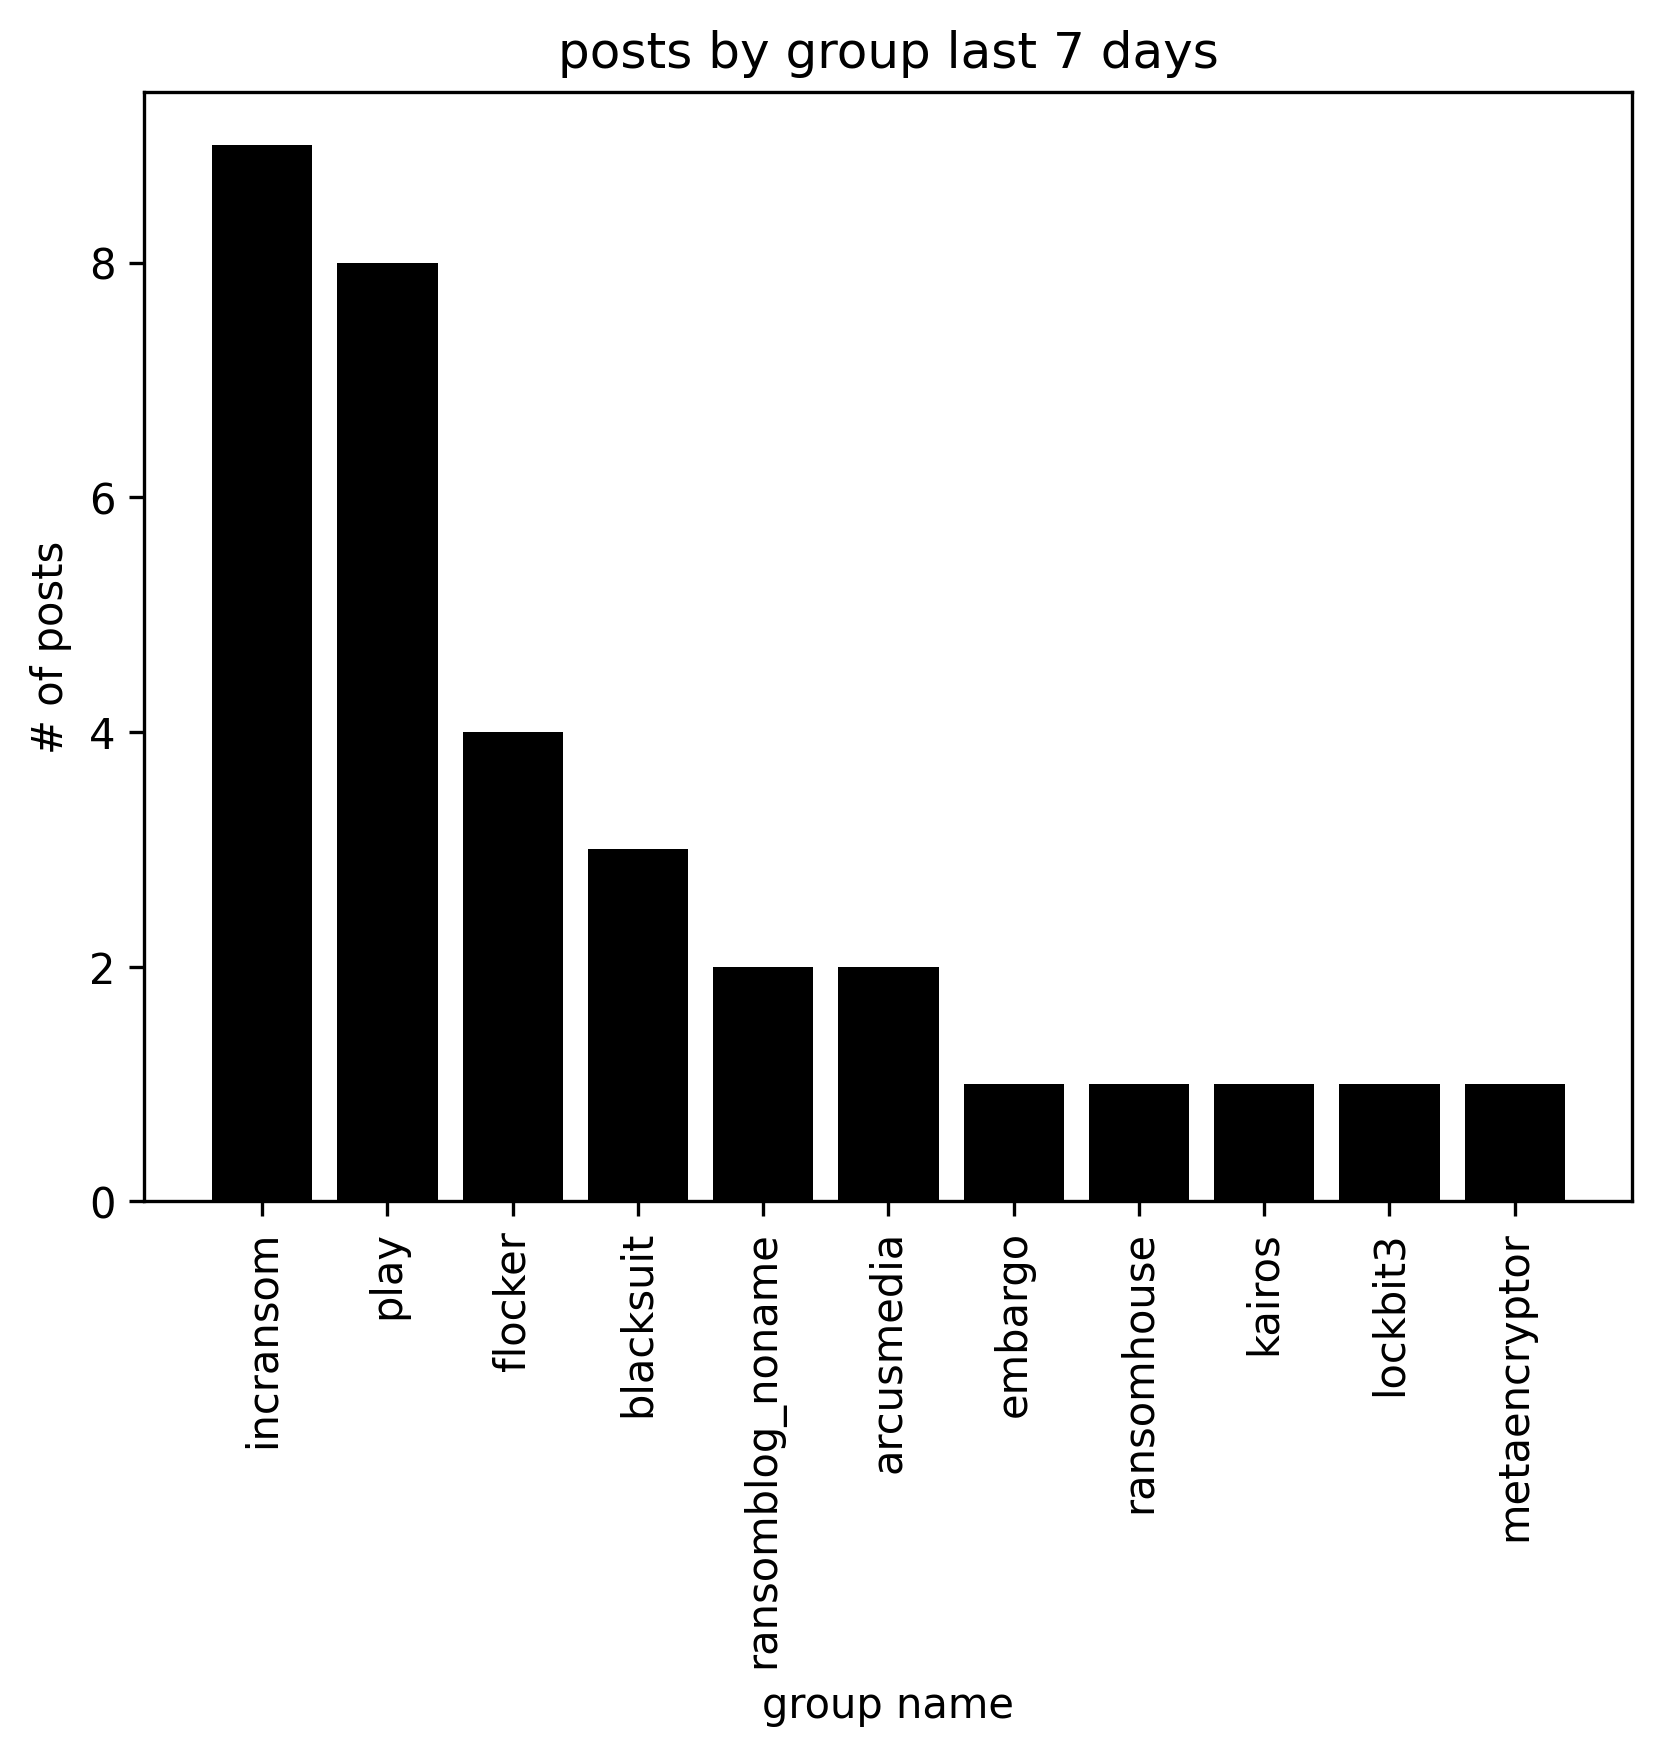 posts by group last 7 days
# of posts
8
6
4
2
0
incransom
play
flocker
blacksuit
ransomblog_noname
arcusmedia
embargo
ransomhouse
kairos
lockbit3
metaencryptor
group name